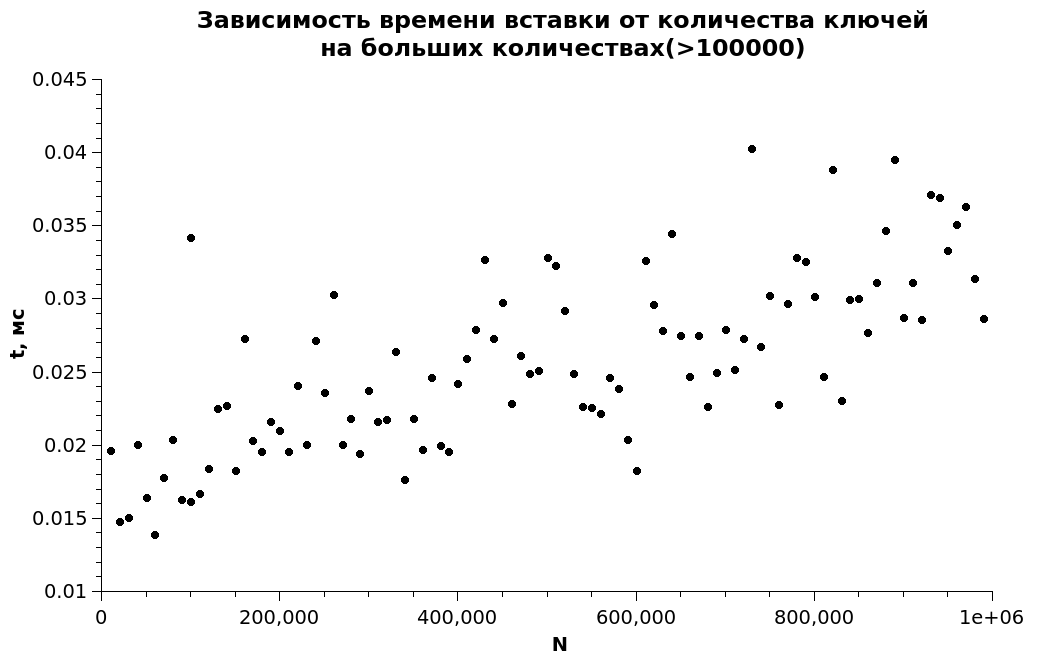 Зависимость времени вставки от количества ключей
на больших количествах(>100000)
0.045
0.04
0.035
0.03
0.025
0.02
0.015
0.01
t, мс
0 200,000 400,000 600,000 800,000 1e+6
N